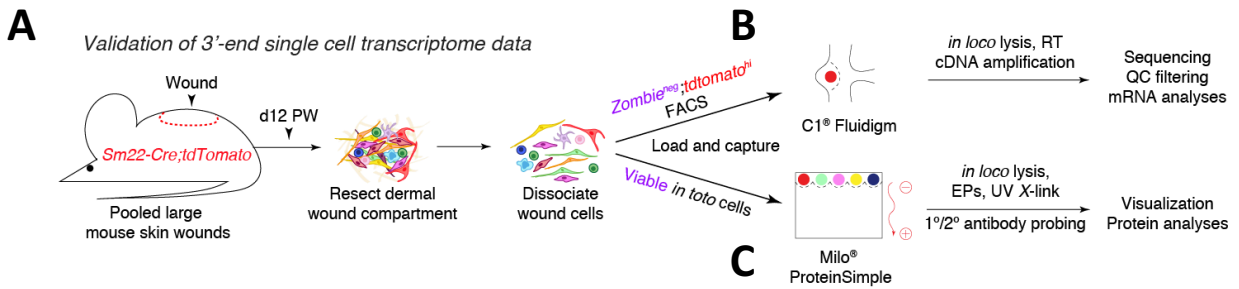 A
Validation of 3’-end single cell transcriptome data
Wound
d12 PW
Sm22-Cre;tdTomato
Pooled large
mouse skin wounds
Resect dermal
wound compartment
Dissociate
wound cells
Zombieneg;tdtomatohi
FACS
Load and capture
Viable in toto cells
B
C1® Fluidigm
in loco lysis, RT
cDNA amplification
Sequencing
QC filtering
mRNA analyses
C
−
+
Milo®
ProteinSimple
in loco lysis,
EPs, UV X-link
1º/2º antibody probing
Visualization
Protein analyses